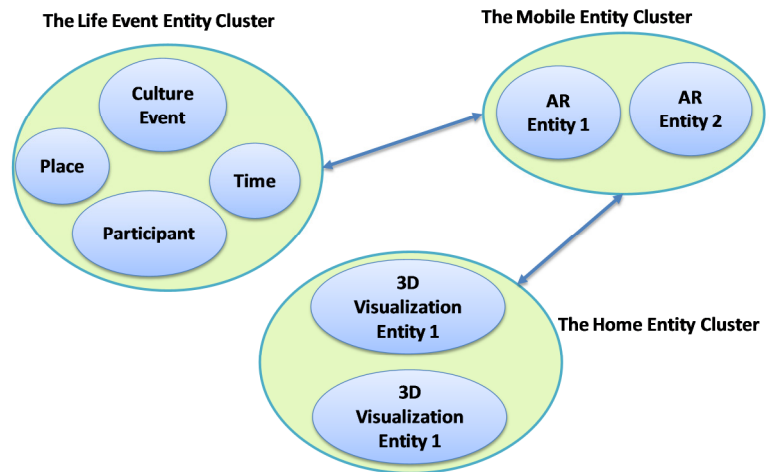 The Life Event Entity Cluster
Culture
Event
Place
Time
Participant
The Mobile Entity Cluster
AR
Entity 1
AR
Entity 2
3D
Visualization
Entity 1
The Home Entity Cluster
3D
Visualization
Entity 1